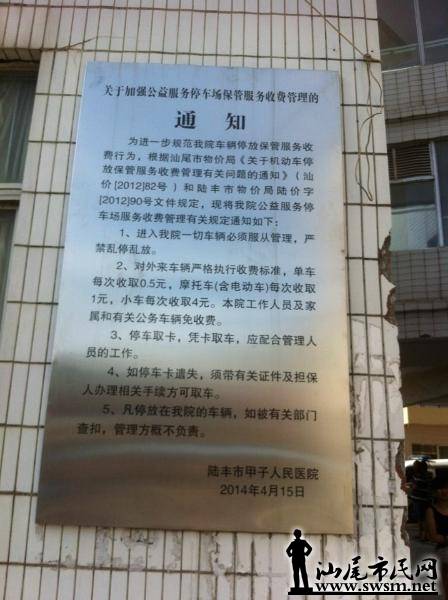 关于加强公益服务停车场保管服务收费管理的
通 知
为进一步规范我院车辆停放保管服务收
费行为，根据汕尾市物价局《关于机动车停
放保管服务收费管理有关问题的通知》（汕
价[2012]82号）和陆丰市物价局陆价字
[2012]90号文件规定，现将我院公益服务停
车场服务收费管理有关规定通知如下：
1、进入我院一切车辆必须服从管理，严
禁乱停乱放。
2、对外来车辆严格执行收费标准，单车
每次收取0.5元，摩托车(含电动车)每次收取
1元，小车每次收取4元。本院工作人员及家
属和有关公务车辆免收费。
3、停车取卡，凭卡取车，应配合管理人
员的工作。
4、如停车卡遗失，须带有关证件及担保
人办理相关手续方可取车。
5、凡停放在我院的车辆，如被有关部门
查扣，管理方概不负责。
陆丰市甲子人民医院
2014年4月15日
汕尾市民网
www.swsm.net